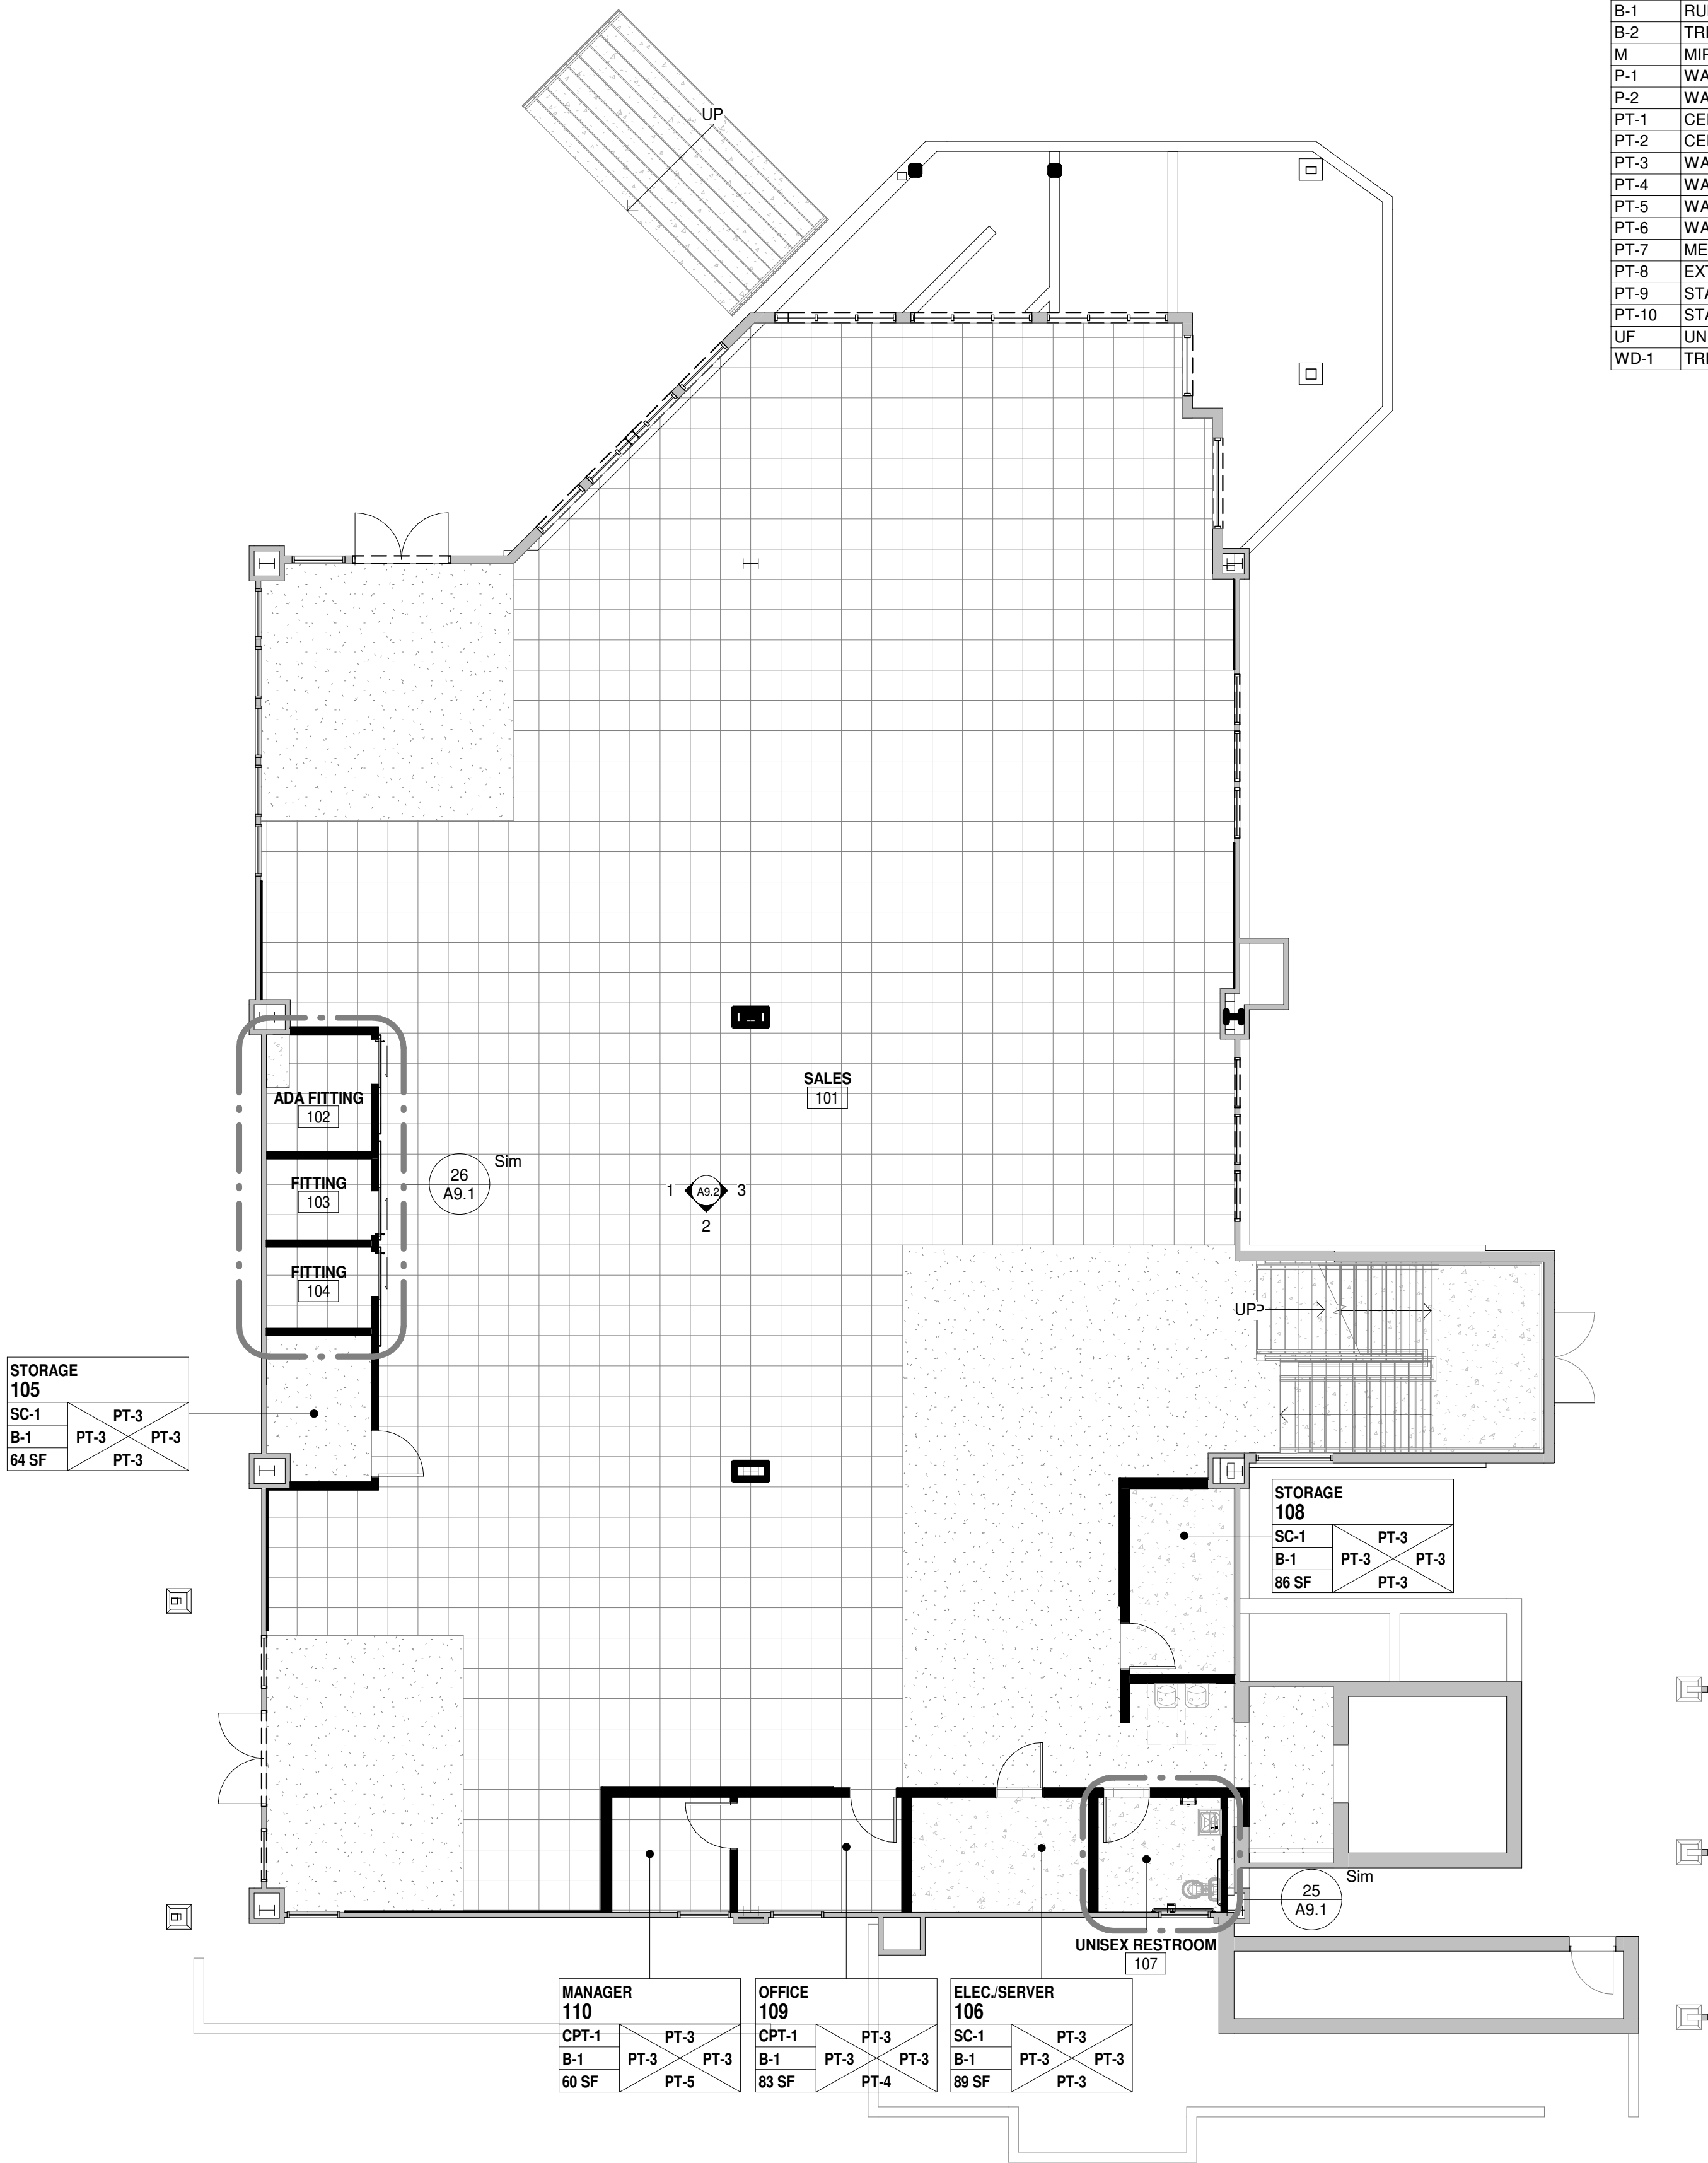 B-1 RU
B-2 TRI
M MIF
P-1 WA
P-2 WA
PT-1 CEI
PT-2 CEI
PT-3 WA
PT-4 WA
PT-5 WA
PT-6 WA
PT-7 ME
PT-8 EXT
PT-9 STA
PT-10 STA
UF UN
WD-1 TRI
UP
SALES
101
ADA FITTING
102
FITTING
103
FITTING
104
26
A9.1
Sim
1 A9.2 3
2
UP
STORAGE
105
SC-1 PT-3
B-1 PT-3 PT-3
64 SF PT-3
STORAGE
108
SC-1 PT-3
B-1 PT-3 PT-3
86 SF PT-3
25
A9.1
Sim
UNISEX RESTROOM
107
MANAGER
110
CPT-1 PT-3
B-1 PT-3 PT-3
60 SF PT-5
OFFICE
109
CPT-1 PT-3
B-1 PT-3 PT-3
83 SF PT-4
ELEC./SERVER
106
SC-1 PT-3
B-1 PT-3 PT-3
89 SF PT-3